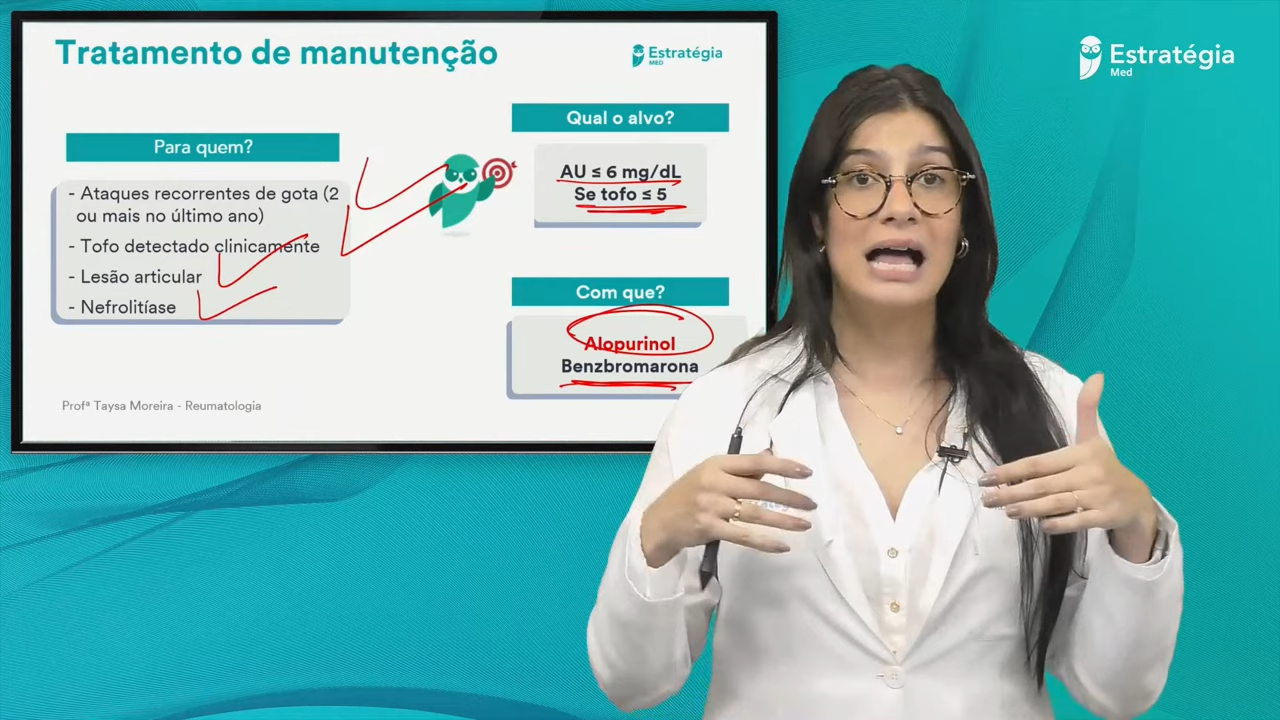 Tratamento de manutenção
Estratégia
MED
Estratégia
Med
Para quem?
- Ataques recorrentes de gota (2
ou mais no último ano)
- Tofo detectado clinicamente
- Lesão articular
- Nefrolitíase
Qual o alvo?
AU ≤ 6 mg/dL
Se tofo ≤ 5
Com que?
Alopurinol
Benzbromarona
Profª Taysa Moreira - Reumatologia